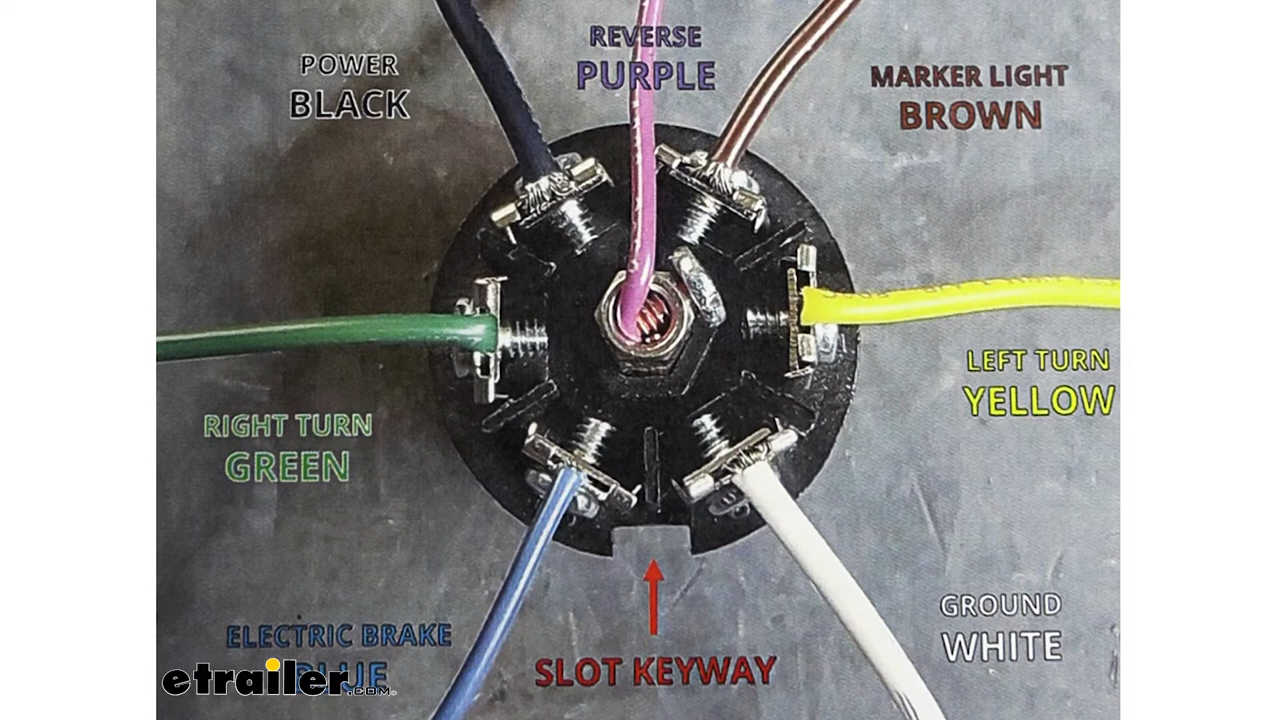 REVERSE
PURPLE
POWER
BLACK
MARKER LIGHT
BROWN
LEFT TURN
YELLOW
RIGHT TURN
GREEN
ELECTRIC BRAKE
BLUE
GROUND
WHITE
SLOT KEYWAY
etrailer.com